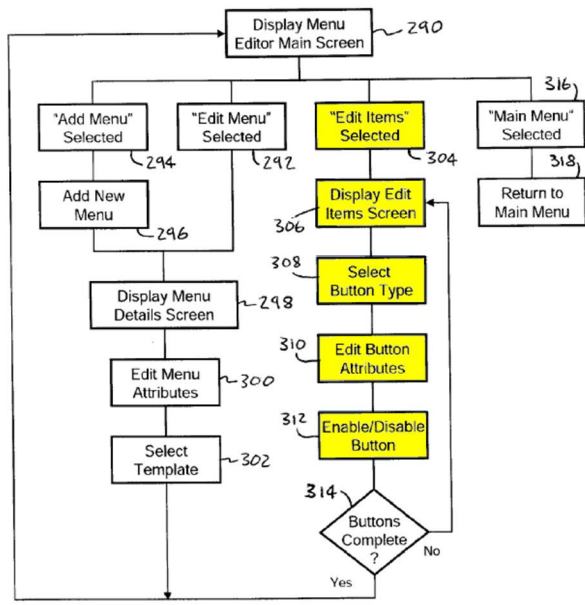 Display Menu
Editor Main Screen
290
316
"Add Menu"
Selected
"Edit Menu"
Selected
"Edit Items"
Selected
"Main Menu"
Selected
294
292
304
318
Add New
Menu
Display Edit
Items Screen
Return to
Main Menu
296
306
308
Display Menu
Details Screen
298
Select
Button Type
310
Edit Menu
Attributes
300
Edit Button
Attributes
312
Select
Template
302
Enable/Disable
Button
314
Buttons
Complete
?
No
Yes